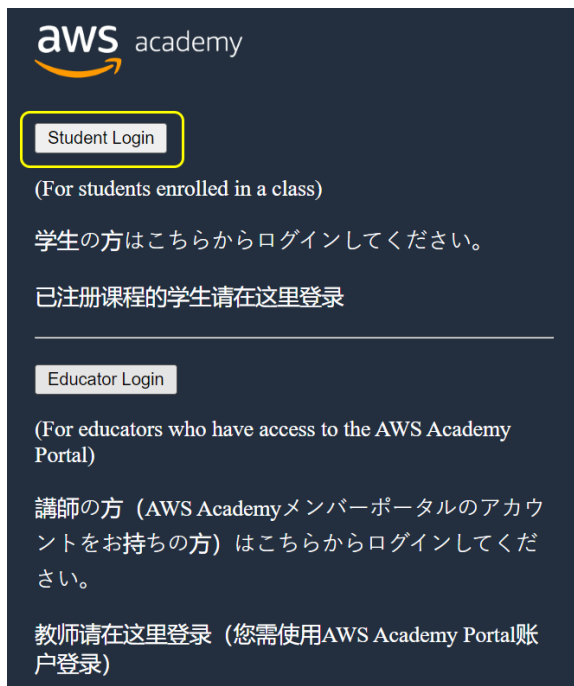 aws academy
Student Login
(For students enrolled in a class)
学生の方はこちらからログインしてください。
已注册课程的学生请在这里登录
Educator Login
(For educators who have access to the AWS Academy
Portal)
講師の方（AWS Academyメンバーポータルのアカウ
ントをお持ちの方）はこちらからログインしてくだ
さい。
教师请在这里登录（您需使用AWS Academy Portal账
户登录）